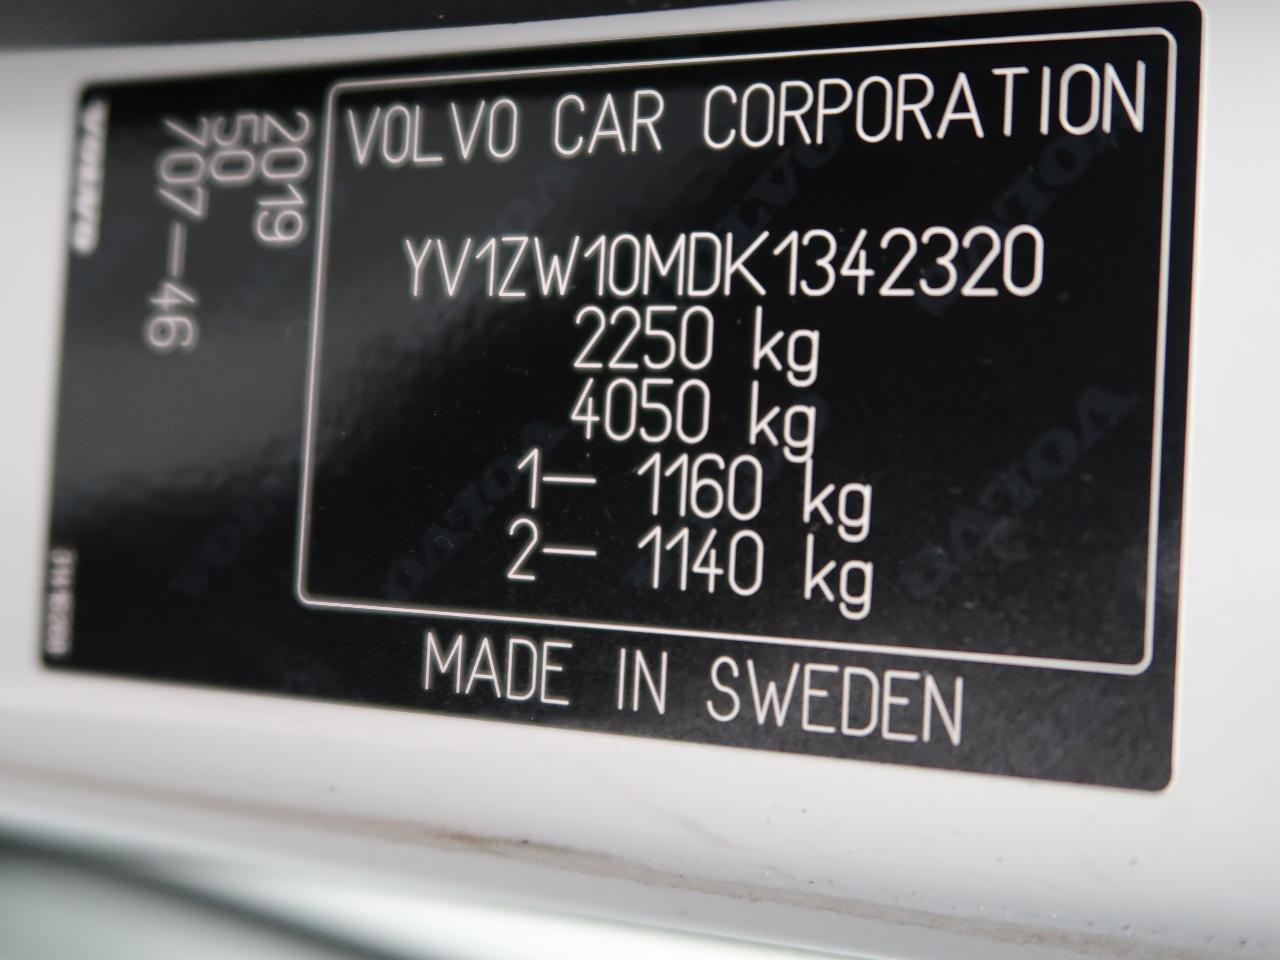 VOLVO
2019
50
707-46
VOLVO CAR CORPORATION
YV1ZW10MDK1342320
2250 kg
4050 kg
1- 1160 kg
2- 1140 kg
MADE IN SWEDEN